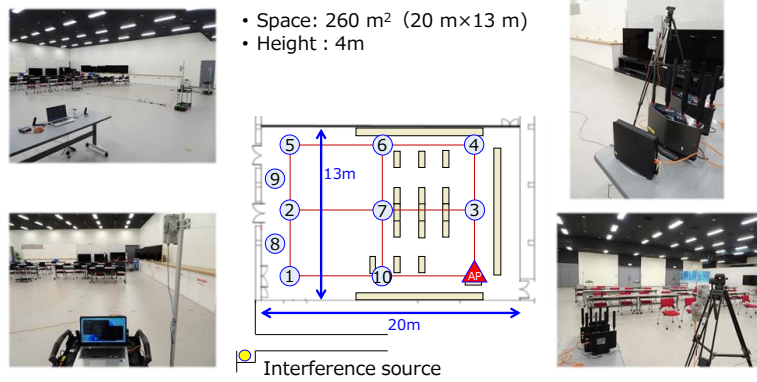 • Space: 260 m² （20 m×13 m）
• Height : 4m
5
6
4
9
13m
2
7
3
8
1
10
AP
20m
Interference source